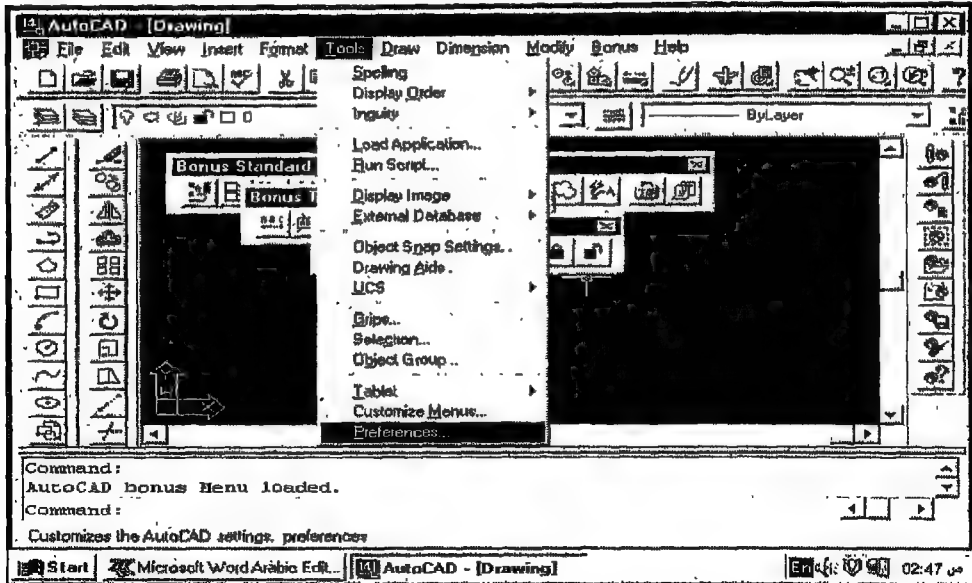 AutoCAD - [Drawing]
File Edit View Insert Format Tools Draw Dimension Modify Bonus Help
Spelling
Display Order
Inquiry
ByLayer
Load Application...
Run Script...
Bonus Standard
Bonus
Display Image
External Database
Object Snap Settings..
Drawing Aids.
UCS
Grips...
Selection...
Object Group..
Tablet
Customize Menus...
Preferences...
Command:
AutoCAD bonus Menu loaded.
Command:
Customizes the AutoCAD settings, preferences
Start Microsoft Word Arabic Edit... AutoCAD - [Drawing] En 02:47 ص